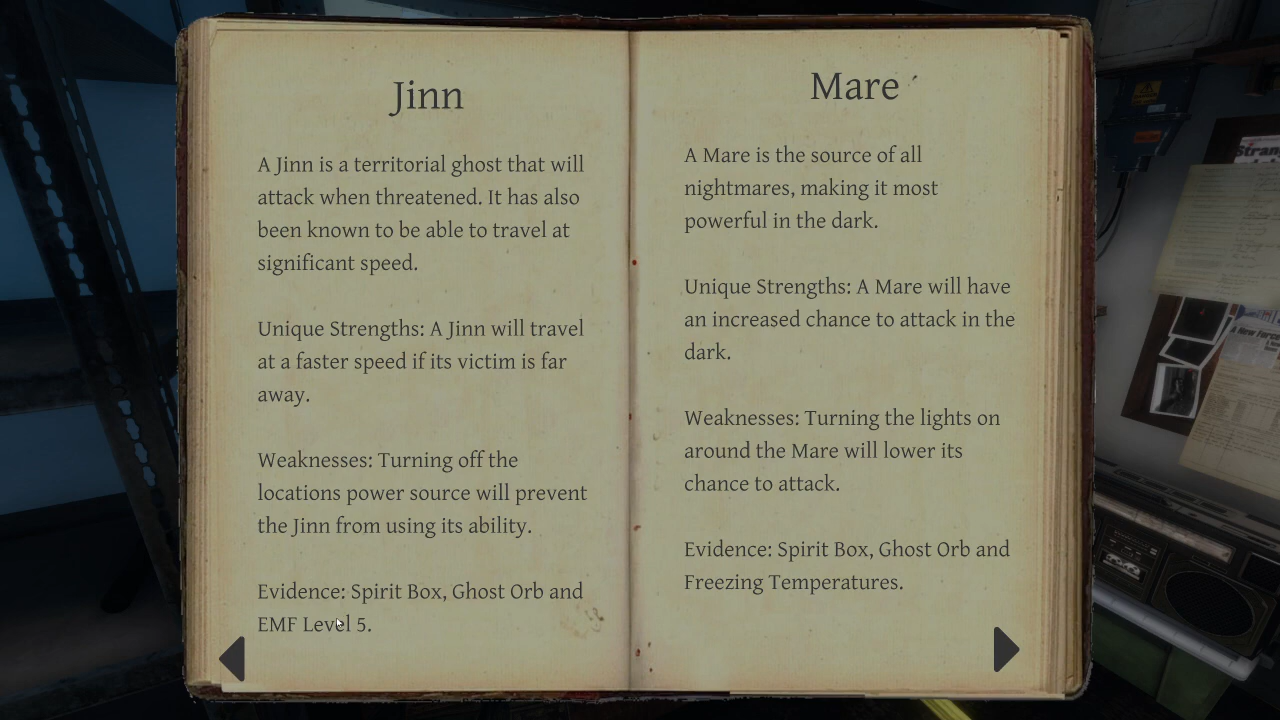 Jinn
A Jinn is a territorial ghost that will
attack when threatened. It has also
been known to be able to travel at
significant speed.
Unique Strengths: A Jinn will travel
at a faster speed if its victim is far
away.
Weaknesses: Turning off the
locations power source will prevent
the Jinn from using its ability.
Evidence: Spirit Box, Ghost Orb and
EMF Level 5.
Mare
A Mare is the source of all
nightmares, making it most
powerful in the dark.
Unique Strengths: A Mare will have
an increased chance to attack in the
dark.
Weaknesses: Turning the lights on
around the Mare will lower its
chance to attack.
Evidence: Spirit Box, Ghost Orb and
Freezing Temperatures.